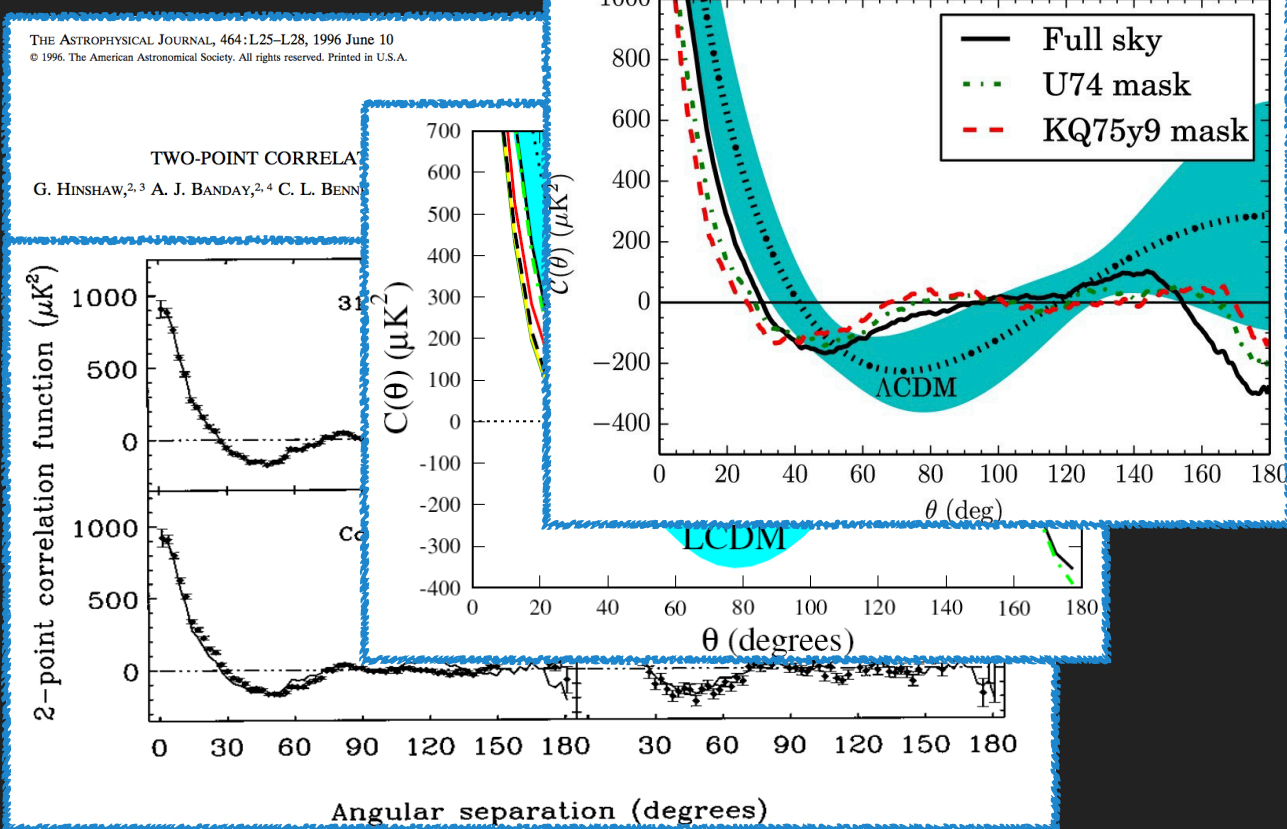 THE ASTROPHYSICAL JOURNAL, 464:L25–L28, 1996 June 10
© 1996. The American Astronomical Society. All rights reserved. Printed in U.S.A.
TWO-POINT
G. HINSHAW,2, 3 A. J. BANDAY,2, 4 C. L.
2−point correlation function (μK²)
1000
500
0
1000
500
0
0 30 60 90 120 150 180 30 60 90 120 150 180
Angular separation (degrees)
C(θ) (μK²)
700
600
500
400
300
200
100
0
-100
-200
-300
-400
LCDM
0 20 40 60 80 100 120 140 160 180
θ (degrees)
C(θ) (μK²)
1000
800
600
400
200
0
−200
−400
Full sky
U74 mask
KQ75y9 mask
ΛCDM
0 20 40 60 80 100 120 140 160 180
θ (deg)